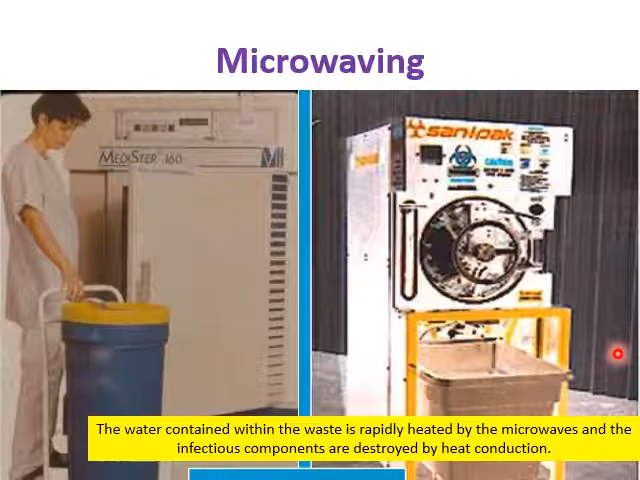 Microwaving
MEDISTER 160
sanipak
CAUTION
The water contained within the waste is rapidly heated by the microwaves and the
infectious components are destroyed by heat conduction.